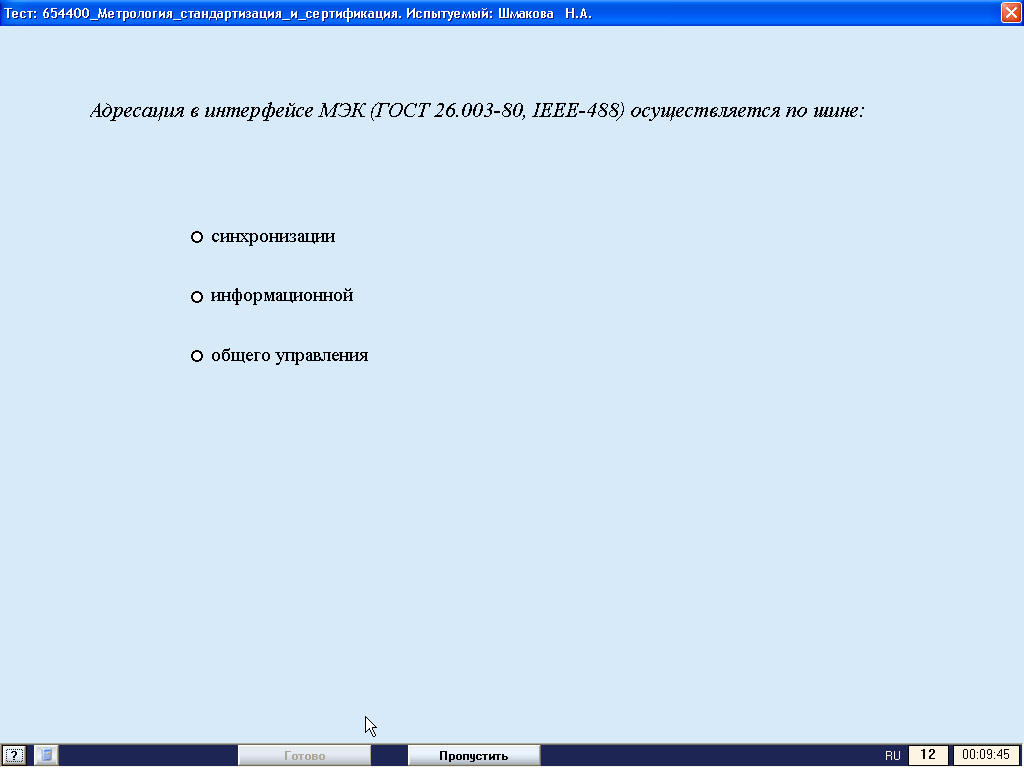 Тест: 654400_Метрология_стандартизация_и_сертификация. Испытуемый: Шмакова Н.А.
Адресация в интерфейсе МЭК (ГОСТ 26.003-80, IEEE-488) осуществляется по шине:
синхронизации
информационной
общего управления
? Готово Пропустить RU 12 00:09:45